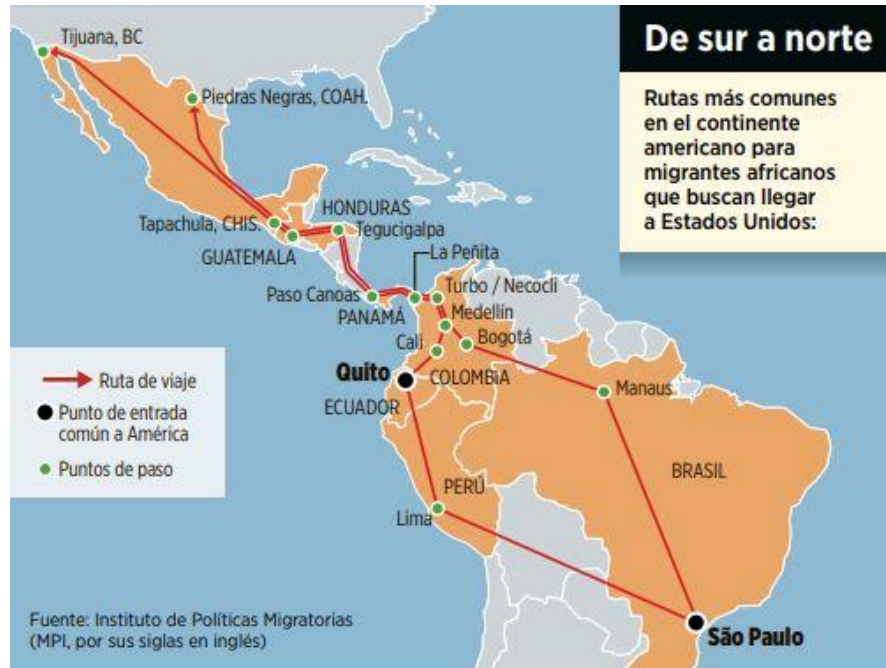 De sur a norte
Rutas más comunes
en el continente
americano para
migrantes africanos
que buscan llegar
a Estados Unidos:
Tijuana, BC
Piedras Negras, COAH.
Tapachula, CHIS.
HONDURAS
Tegucigalpa
GUATEMALA
La Peñita
Paso Canoas
PANAMÁ
Turbo / Necocli
Medellín
Bogotá
Cali
Quito
COLOMBiA
ECUADOR
Manaus
BRASIL
PERÚ
Lima
São Paulo
Ruta de viaje
Punto de entrada
común a América
Puntos de paso
Fuente: Instituto de Políticas Migratorias
(MPI, por sus siglas en inglés)